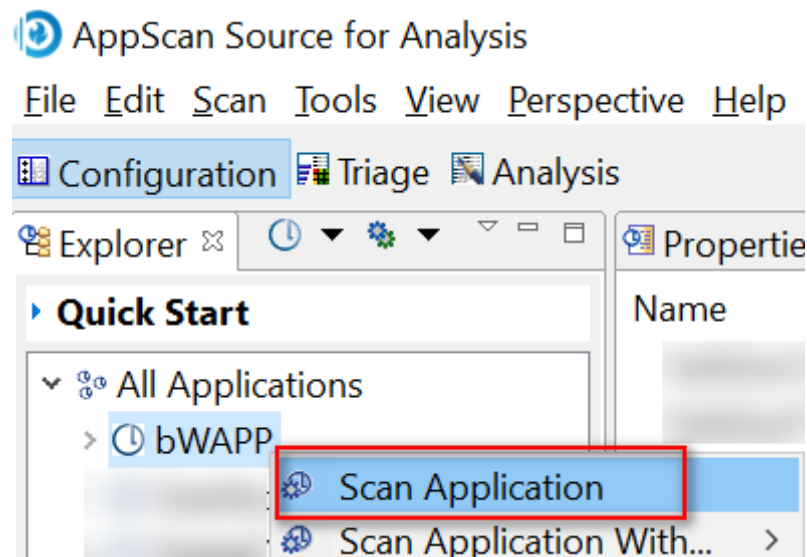 AppScan Source for Analysis
File Edit Scan Tools View Perspective Help
Configuration Triage Analysis
Explorer
Quick Start
All Applications
bWAPP
Scan Application
Scan Application With...
Propertie
Name